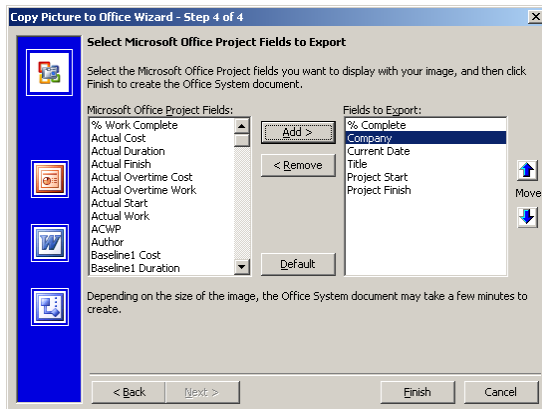 Copy Picture to Office Wizard - Step 4 of 4
Select Microsoft Office Project Fields to Export
Select the Microsoft Office Project fields you want to display with your image, and then click
Finish to create the Office System document.
Microsoft Office Project Fields:
% Work Complete
Actual Cost
Actual Duration
Actual Finish
Actual Overtime Cost
Actual Overtime Work
Actual Start
Actual Work
ACWP
Author
Baseline1 Cost
Baseline1 Duration
Add >
< Remove
Default
Fields to Export:
% Complete
Company
Current Date
Title
Project Start
Project Finish
Move
Depending on the size of the image, the Office System document may take a few minutes to
create.
< Back
Next >
Finish
Cancel